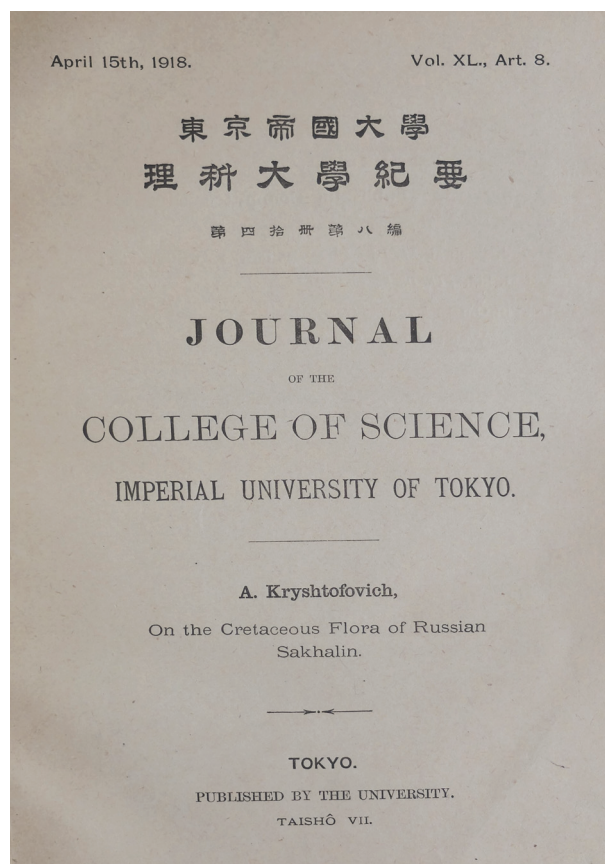 April 15th, 1918. Vol. XL., Art. 8.
東京帝國大學
理科大學紀要
第四拾冊第八編
JOURNAL
OF THE
COLLEGE OF SCIENCE,
IMPERIAL UNIVERSITY OF TOKYO.
A. Kryshtofovich,
On the Cretaceous Flora of Russian
Sakhalin.
TOKYO.
PUBLISHED BY THE UNIVERSITY.
TAISHÔ VII.